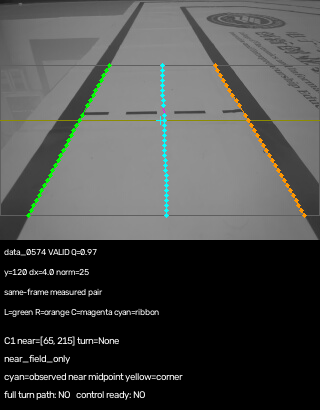 data_0574 VALID Q=0.97
y=120 dx=4.0 norm=25
same-frame measured pair
L=green R=orange C=magenta cyan=ribbon
C1 near=[65, 215] turn=None
near_field_only
cyan=observed near midpoint yellow=corner
full turn path: NO control ready: NO